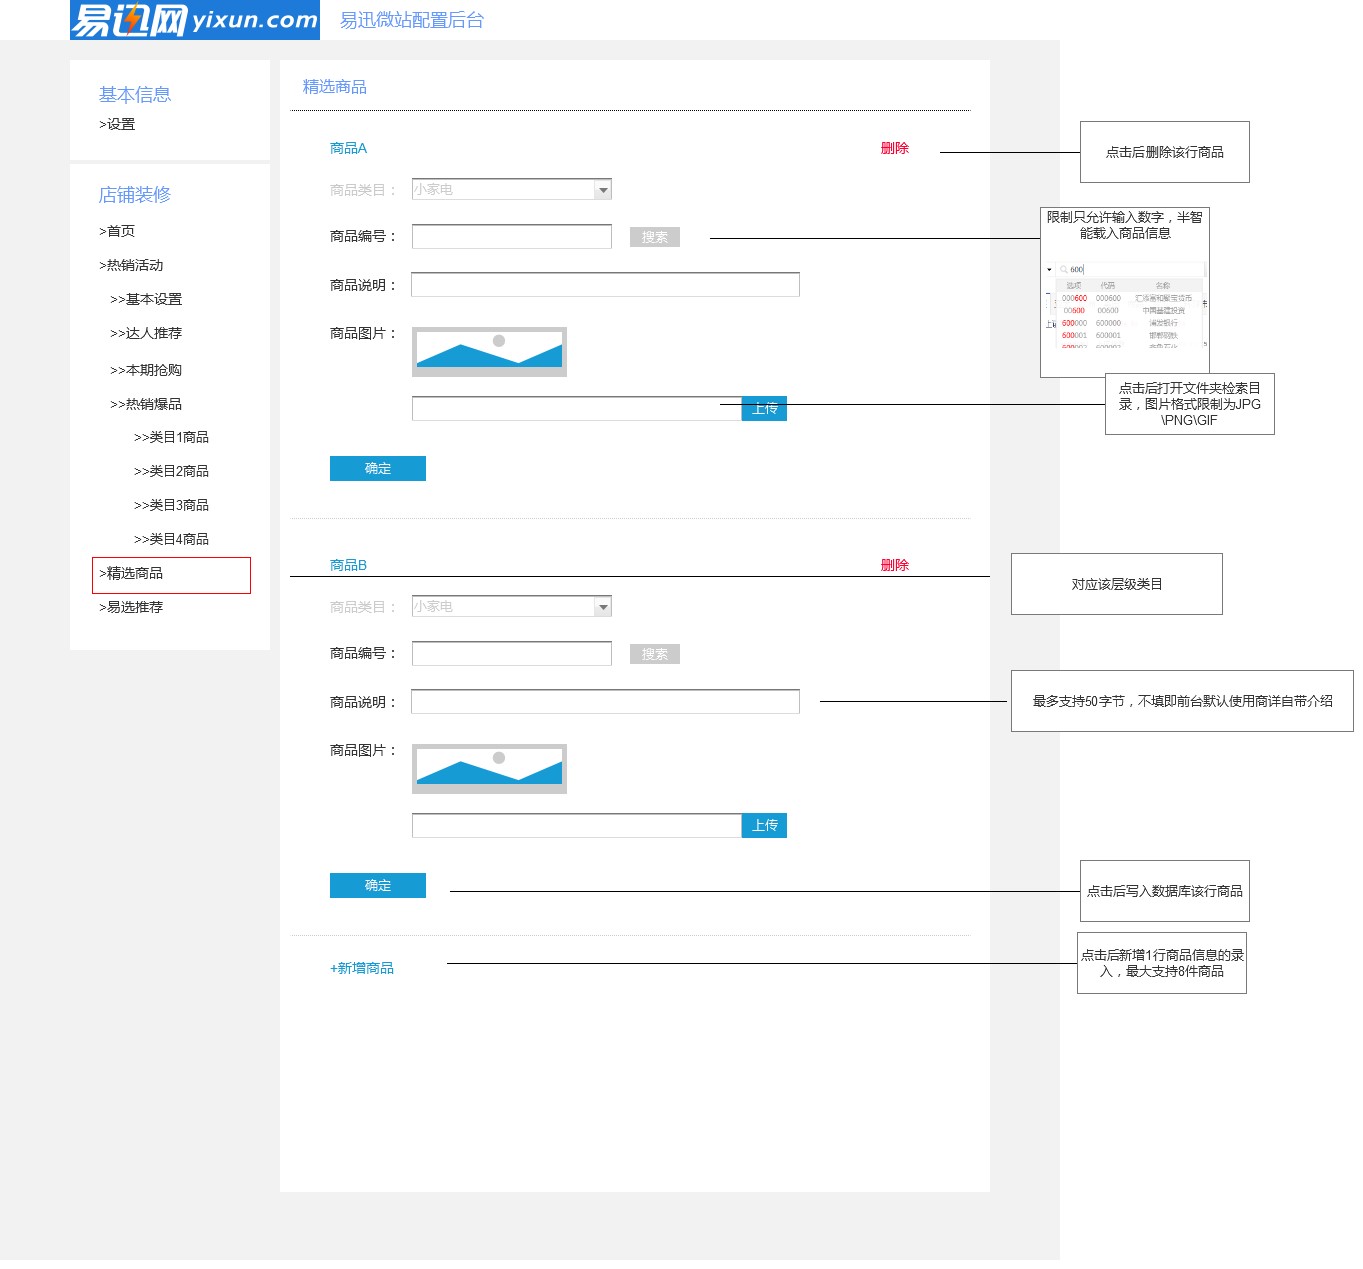 易迅网 yixun.com
易迅微站配置后台
基本信息
>设置
店铺装修
>首页
>热销活动
>>基本设置
>>达人推荐
>>本期抢购
>>热销爆品
>>类目1商品
>>类目2商品
>>类目3商品
>>类目4商品
>精选商品
>易选推荐
精选商品
商品A
删除
商品类目：
小家电
商品编号：
搜索
商品说明：
商品图片：
上传
确定
商品B
删除
商品类目：
小家电
商品编号：
搜索
商品说明：
商品图片：
上传
确定
+新增商品
点击后删除该行商品
限制只允许输入数字，半智
能载入商品信息
600
选项 代码 名称
000600 000600 汇添富和聚宝货币
00600 00600 中国基建投资
600000 600000 浦发银行
600001 600001 邯郸钢铁
点击后打开文件夹检索目
录，图片格式限制为JPG
\PNG\GIF
对应该层级类目
最多支持50字节，不填即前台默认使用商详自带介绍
点击后写入数据库该行商品
点击后新增1行商品信息的录
入，最大支持8件商品